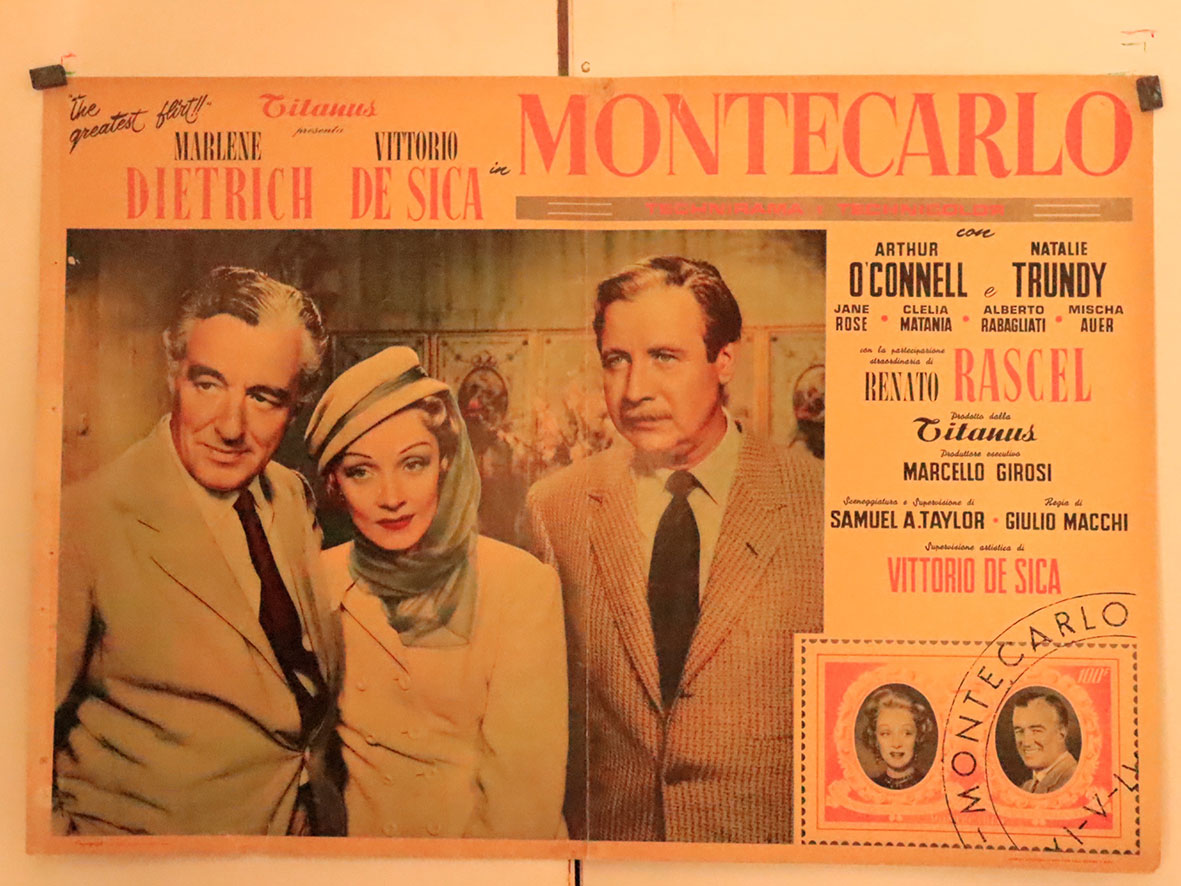 "the
greatest flirt!!"
Titanus
presenta
MARLENE
DIETRICH
VITTORIO
DE SICA
in
MONTECARLO
TECHNIRAMA · TECHNICOLOR
con
ARTHUR
O'CONNELL
e
NATALIE
TRUNDY
JANE
ROSE
•
CLELIA
MATANIA
•
ALBERTO
RABAGLIATI
•
MISCHA
AUER
con la partecipazione
straordinaria di
RENATO RASCEL
Prodotto dalla
Titanus
Produttore esecutivo
MARCELLO GIROSI
Sceneggiatura e Supervisione di
SAMUEL A. TAYLOR
•
Regia di
GIULIO MACCHI
Supervisione artistica di
VITTORIO DE SICA
100F
- MONTECARLO